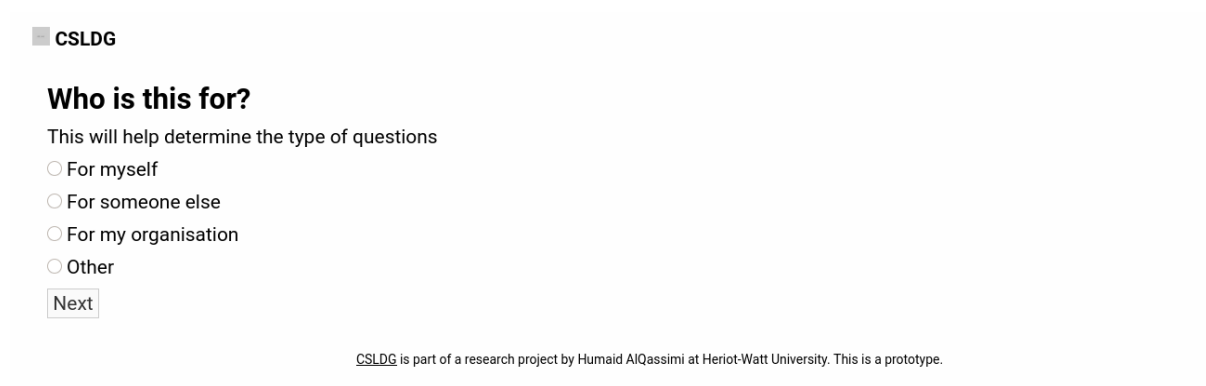 CSLDG
Who is this for?
This will help determine the type of questions
For myself
For someone else
For my organisation
Other
Next
CSLDG is part of a research project by Humaid AlQassimi at Heriot-Watt University. This is a prototype.